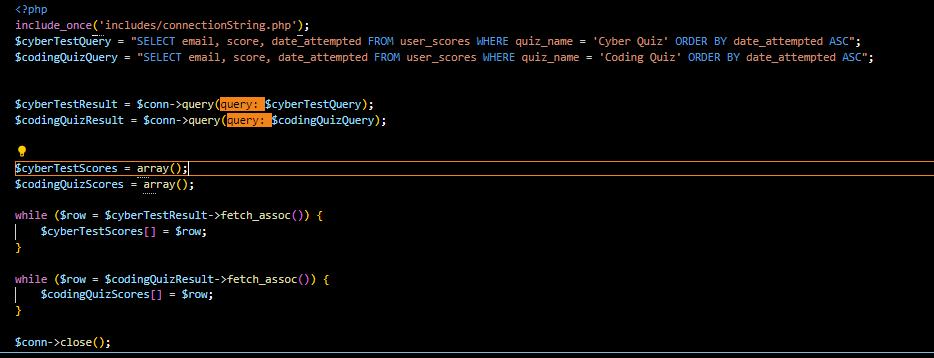 <?php
include_once('includes/connectionString.php');
$cyberTestQuery = "SELECT email, score, date_attempted FROM user_scores WHERE quiz_name = 'Cyber Quiz' ORDER BY date_attempted ASC";
$codingQuizQuery = "SELECT email, score, date_attempted FROM user_scores WHERE quiz_name = 'Coding Quiz' ORDER BY date_attempted ASC";
$cyberTestResult = $conn->query(query: $cyberTestQuery);
$codingQuizResult = $conn->query(query: $codingQuizQuery);
$cyberTestScores = array();
$codingQuizScores = array();
while ($row = $cyberTestResult->fetch_assoc()) {
$cyberTestScores[] = $row;
}
while ($row = $codingQuizResult->fetch_assoc()) {
$codingQuizScores[] = $row;
}
$conn->close();